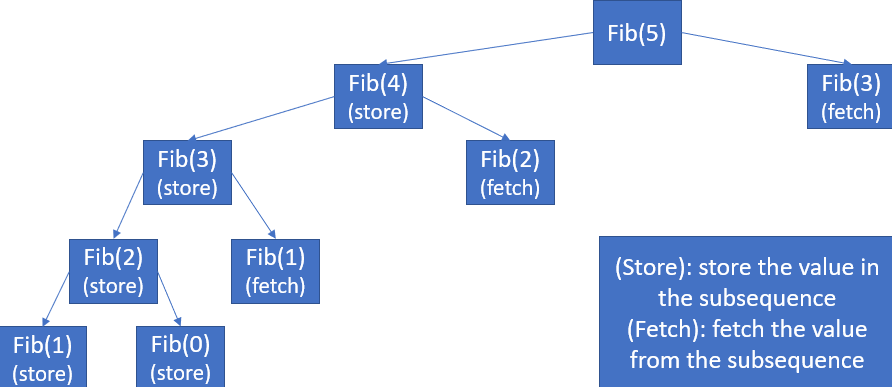 Fib(5)
Fib(4)
(store)
Fib(3)
(fetch)
Fib(3)
(store)
Fib(2)
(fetch)
Fib(2)
(store)
Fib(1)
(fetch)
(Store): store the value in
the subsequence
(Fetch): fetch the value
from the subsequence
Fib(1)
(store)
Fib(0)
(store)